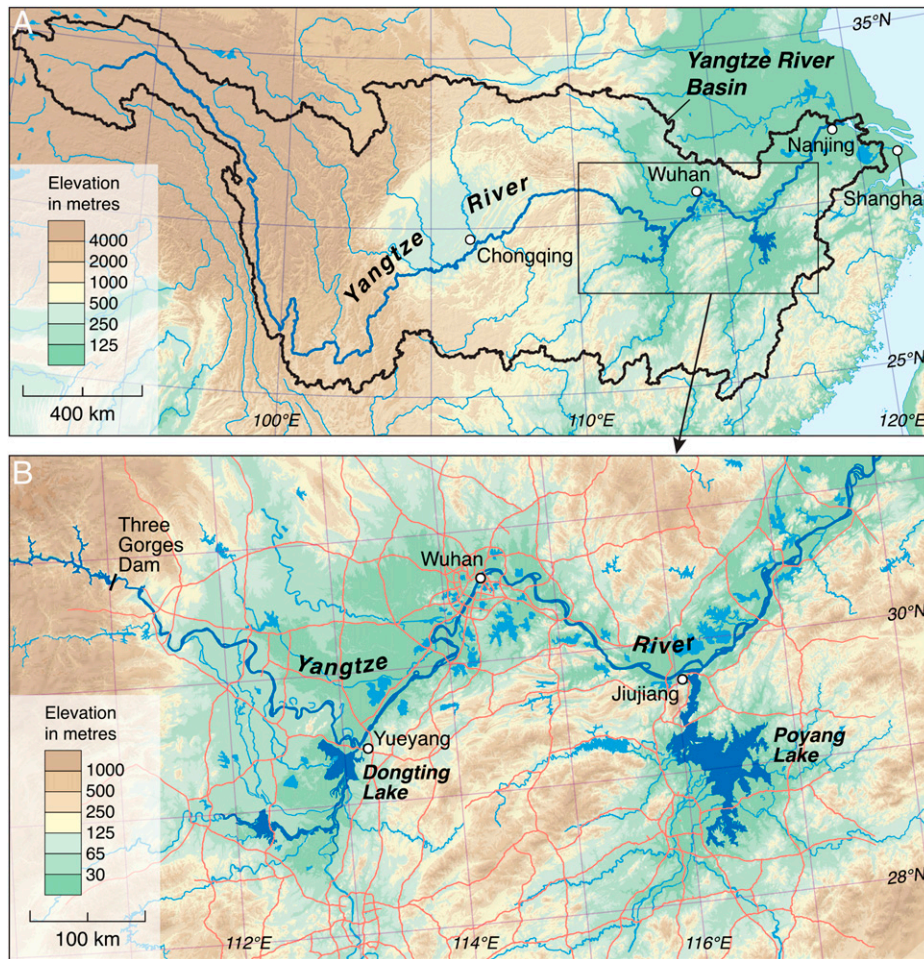 A
35°N
Yangtze River
Basin
Nanjing
Wuhan
Shangha
Elevation
in metres
4000
2000
1000
500
250
125
Yangtze River
Chongqing
25°N
400 km
100°E
110°E
120°E
B
Three
Gorges
Dam
Wuhan
30°N
Yangtze River
Jiujiang
Elevation
in metres
1000
500
250
125
65
30
Yueyang
Dongting
Lake
Poyang
Lake
28°N
100 km
112°E
114°E
116°E